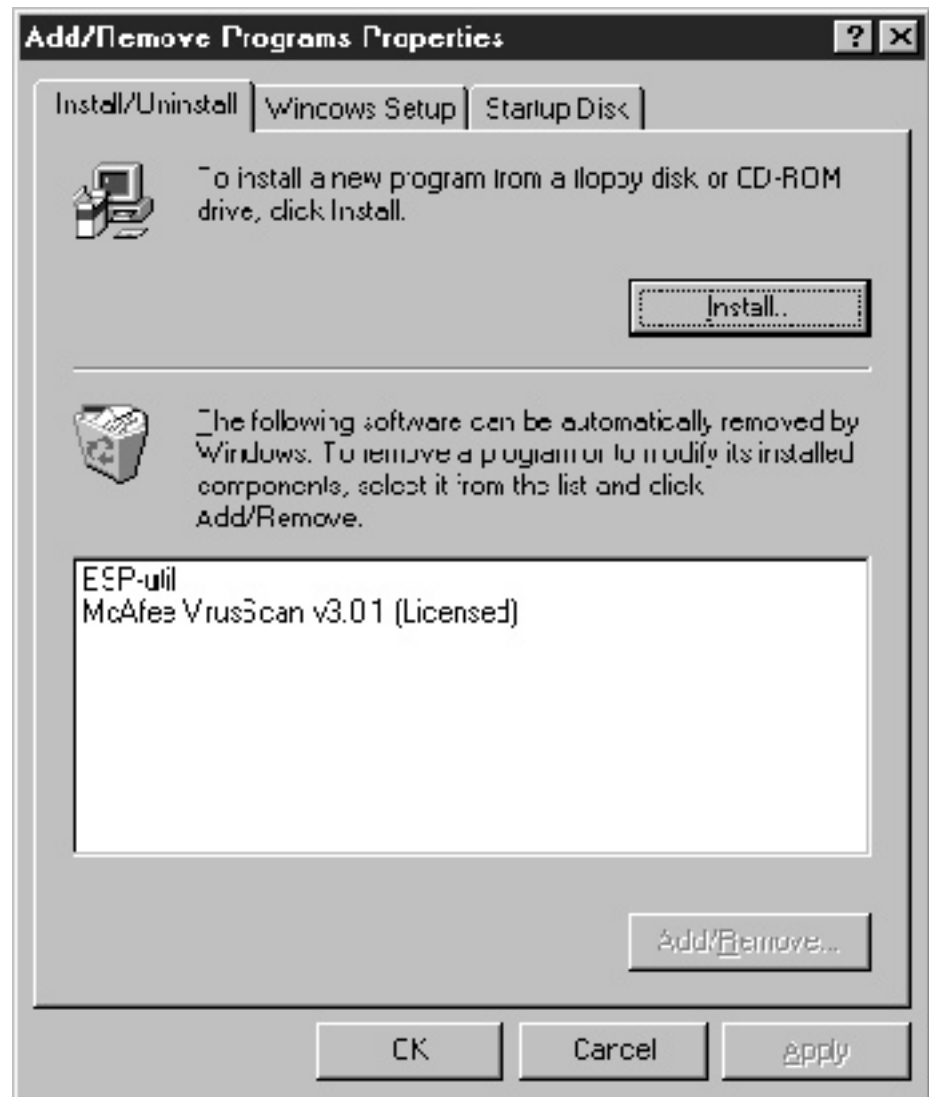 Add/Remove Programs Properties
Install/Uninstall
Windows Setup
Startup Disk
To install a new program from a floppy disk or CD-ROM
drive, click Install.
Install...
The following software can be automatically removed by
Windows. To remove a program or to modify its installed
components, select it from the list and click
Add/Remove.
ESP-util
McAfee VirusScan v3.01 (Licensed)
Add/Remove...
OK
Cancel
Apply